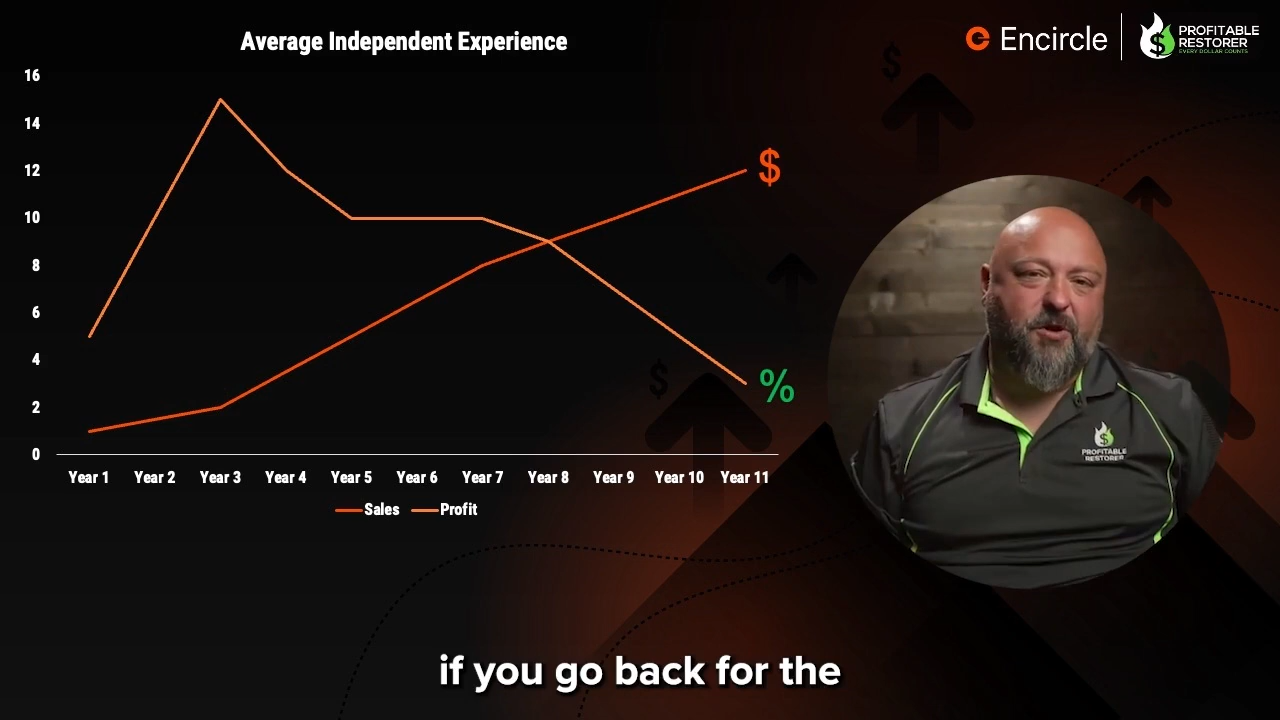 Average Independent Experience
Encircle
PROFITABLE
RESTORER
EVERY DOLLAR COUNTS
$
16
14
12
10
8
6
4
2
0
$
%
$
$
Year 1 Year 2 Year 3 Year 4 Year 5 Year 6 Year 7 Year 8 Year 9 Year 10 Year 11
Sales Profit
$
PROFITABLE
RESTORER
if you go back for the